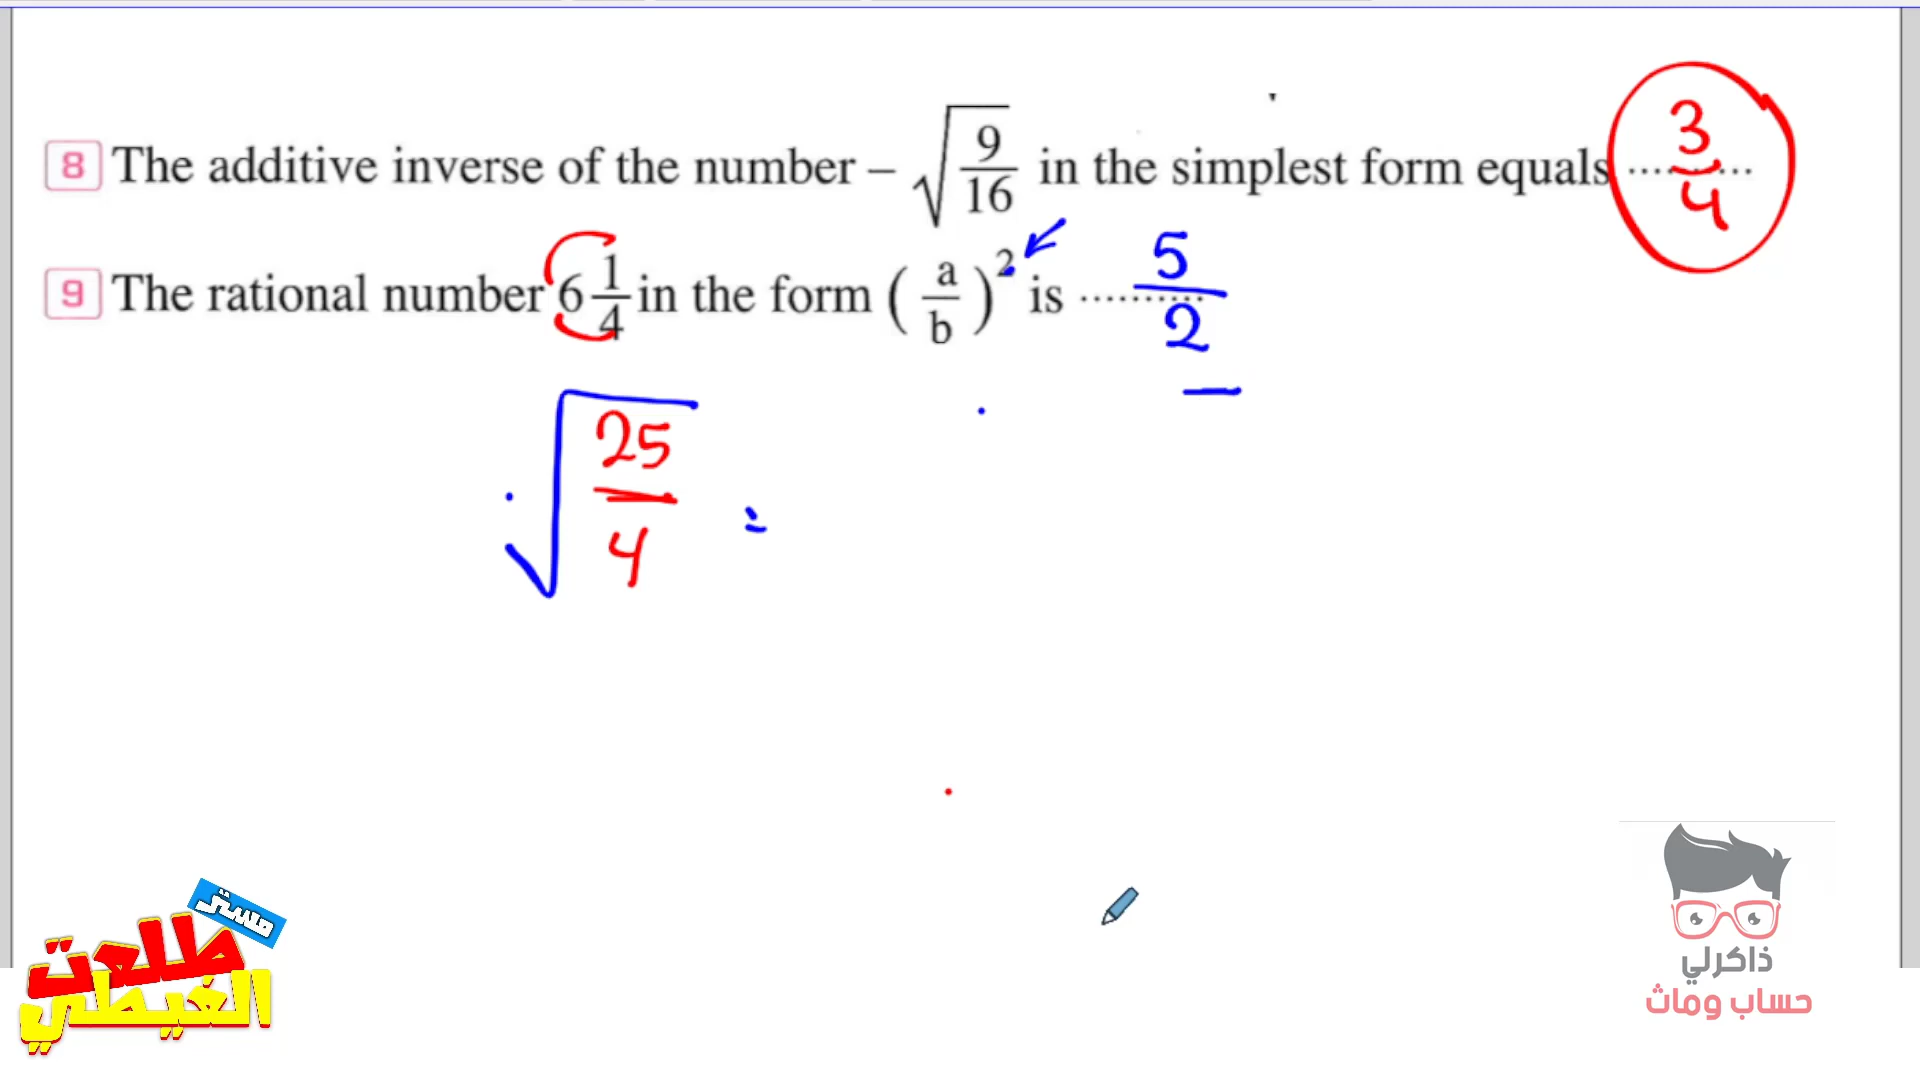 8 The additive inverse of the number – √(9/16) in the simplest form equals .......... 3/4
9 The rational number 6 1/4 in the form (a/b)² is .......... 5/2
√(25/4) =
مستر
طلعت
الغيطي
ذاكرلي
حساب وماث